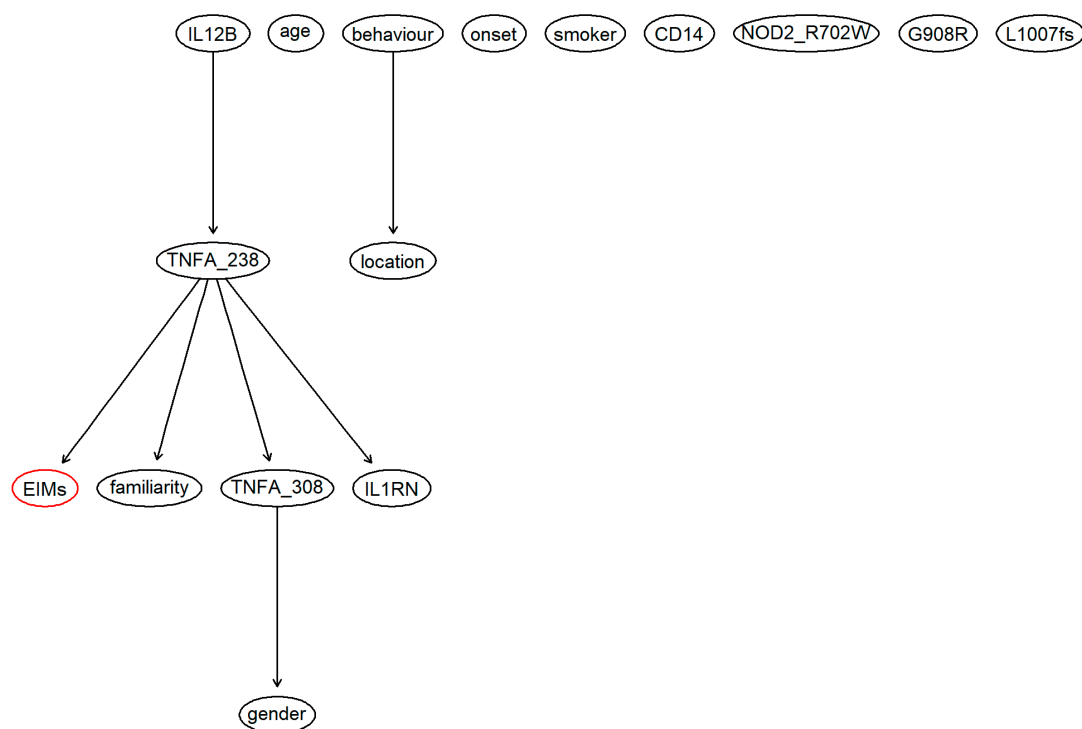 IL12B age behaviour onset smoker CD14 NOD2_R702W G908R L1007fs
TNFA_238 location
EIMs familiarity TNFA_308 IL1RN
gender